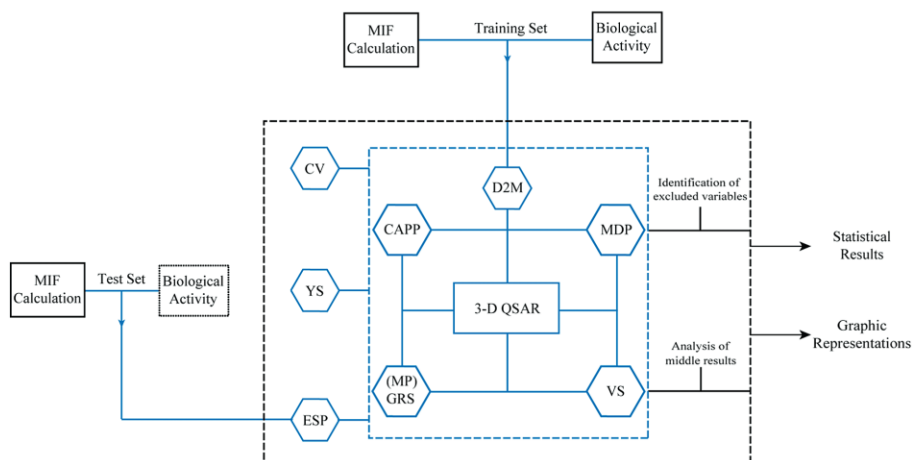 MIF
Calculation
Training Set
Biological
Activity
CV
D2M
Identification of
excluded variables
CAPP
MDP
Statistical
Results
MIF
Calculation
Test Set
Biological
Activity
YS
3-D QSAR
Graphic
Representations
Analysis of
middle results
(MP)
GRS
VS
ESP